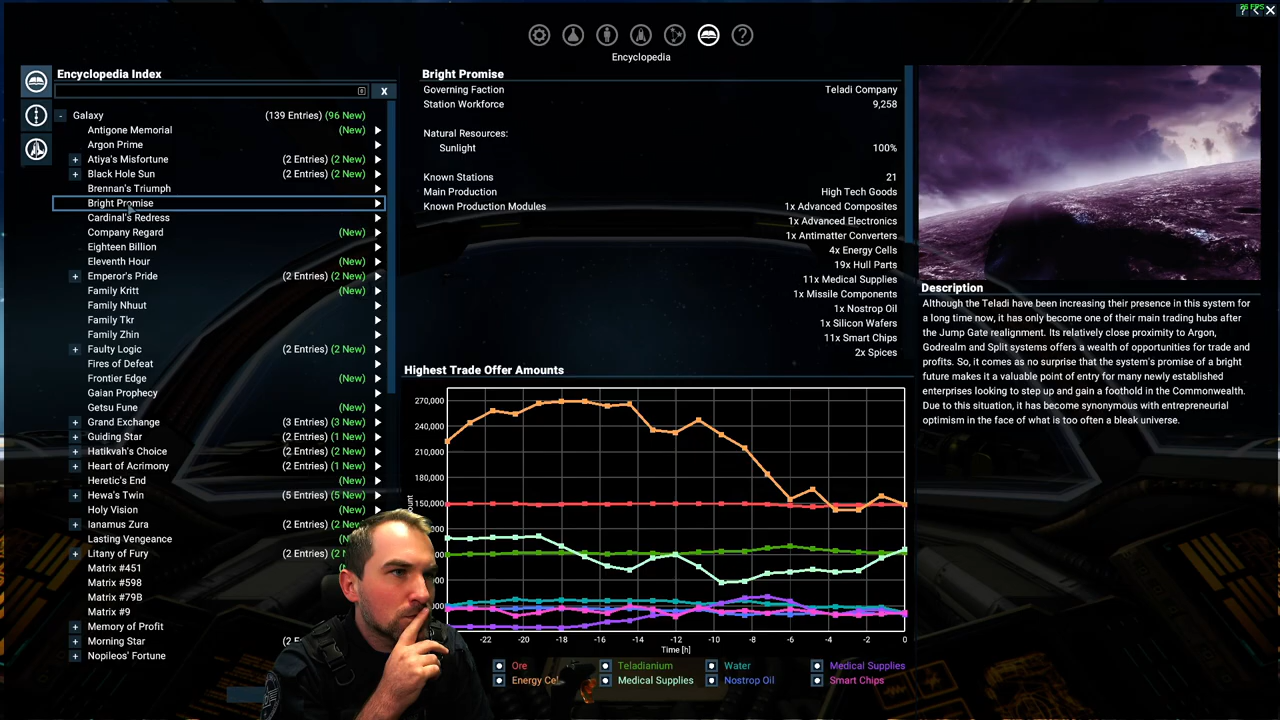 26 FPS
?
Encyclopedia
Encyclopedia Index
X
- Galaxy (139 Entries) (96 New)
Antigone Memorial (New)
Argon Prime
+ Atiya's Misfortune (2 Entries) (2 New)
+ Black Hole Sun (2 Entries) (2 New)
Brennan's Triumph
Bright Promise
Cardinal's Redress
Company Regard (New)
Eighteen Billion
Eleventh Hour (New)
+ Emperor's Pride (2 Entries) (2 New)
Family Kritt (New)
Family Nhuut
Family Tkr
Family Zhin
+ Faulty Logic (2 Entries) (2 New)
Fires of Defeat
Frontier Edge (New)
Gaian Prophecy
Getsu Fune (New)
+ Grand Exchange (3 Entries) (3 New)
+ Guiding Star (2 Entries) (1 New)
+ Hatikvah's Choice (2 Entries) (2 New)
+ Heart of Acrimony (2 Entries) (1 New)
Heretic's End (New)
+ Hewa's Twin (5 Entries) (5 New)
Holy Vision (New)
+ Ianamus Zura (2 Entries) (2 New)
Lasting Vengeance (New)
+ Litany of Fury (2 Entries)
Matrix #451
Matrix #598
Matrix #79B
Matrix #9
+ Memory of Profit
+ Morning Star
+ Nopileos' Fortune
Bright Promise
Governing Faction Teladi Company
Station Workforce 9,258
Natural Resources:
Sunlight 100%
Known Stations 21
Main Production High Tech Goods
Known Production Modules 1x Advanced Composites
1x Advanced Electronics
1x Antimatter Converters
4x Energy Cells
19x Hull Parts
11x Medical Supplies
1x Missile Components
1x Nostrop Oil
1x Silicon Wafers
11x Smart Chips
2x Spices
Highest Trade Offer Amounts
270,000
240,000
210,000
180,000
150,000
-22 -20 -18 -16 -14 -12 -10 -8 -6 -4 -2 0
Time [h]
Ore Teladianium Water Medical Supplies
Energy Cel Medical Supplies Nostrop Oil Smart Chips
Description
Although the Teladi have been increasing their presence in this system for
a long time now, it has only become one of their main trading hubs after
the Jump Gate realignment. Its relatively close proximity to Argon,
Godrealm and Split systems offers a wealth of opportunities for trade and
profits. So, it comes as no surprise that the system's promise of a bright
future makes it a valuable point of entry for many newly established
enterprises looking to step up and gain a foothold in the Commonwealth.
Due to this situation, it has become synonymous with entrepreneurial
optimism in the face of what is too often a bleak universe.